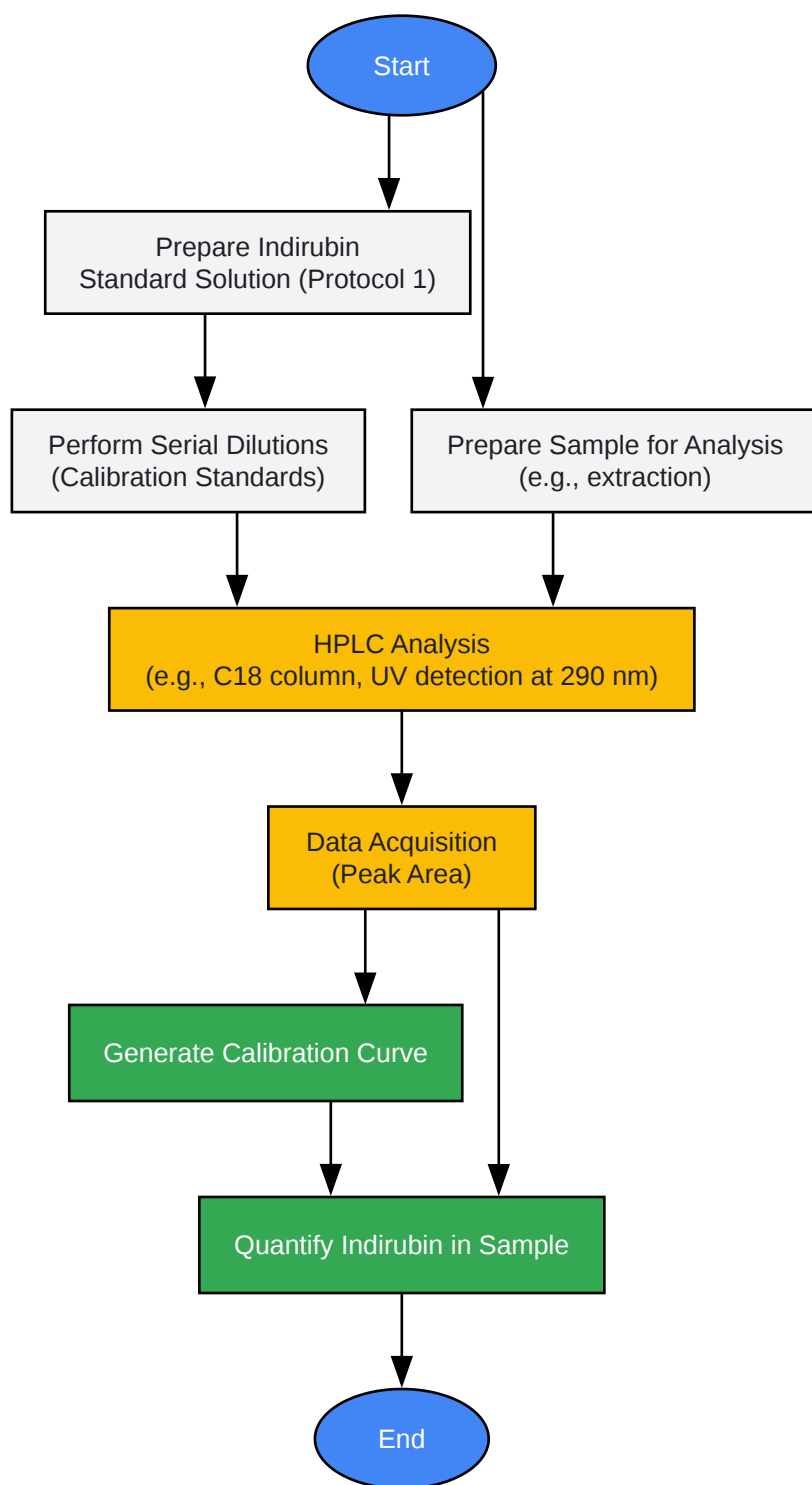 Start
Prepare Indirubin
Standard Solution (Protocol 1)
Perform Serial Dilutions
(Calibration Standards)
Prepare Sample for Analysis
(e.g., extraction)
HPLC Analysis
(e.g., C18 column, UV detection at 290 nm)
Data Acquisition
(Peak Area)
Generate Calibration Curve
Quantify Indirubin in Sample
End